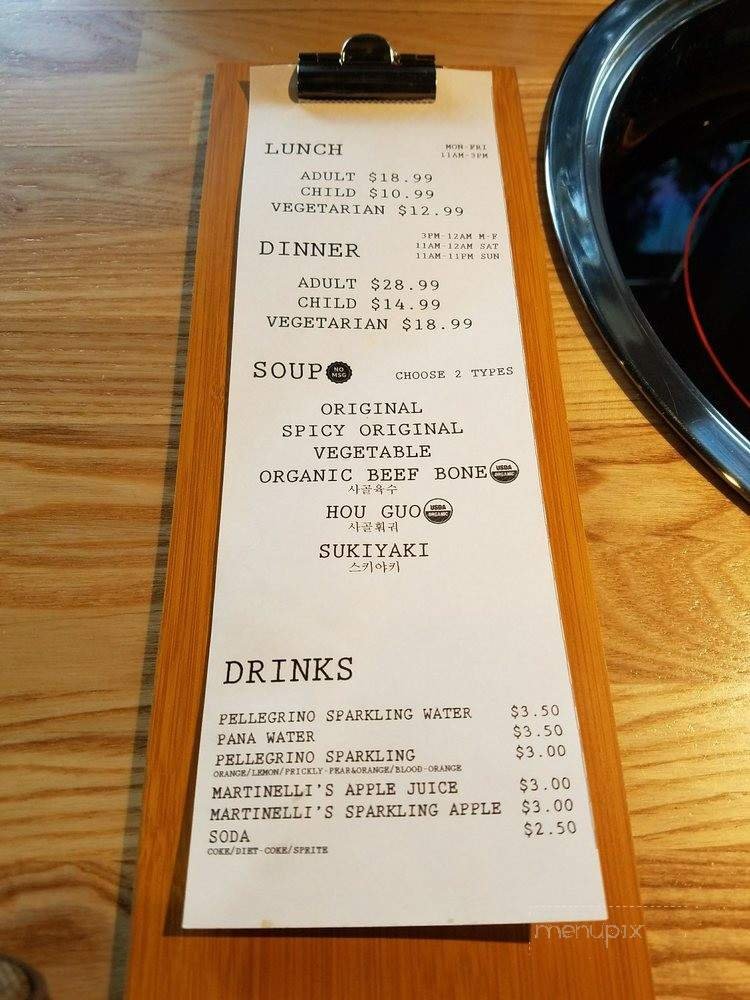 LUNCH
MON-FRI
11AM-3PM
ADULT $18.99
CHILD $10.99
VEGETARIAN $12.99
DINNER
3PM-12AM M-F
11AM-12AM SAT
11AM-11PM SUN
ADULT $28.99
CHILD $14.99
VEGETARIAN $18.99
SOUP NO MSG CHOOSE 2 TYPES
ORIGINAL
SPICY ORIGINAL
VEGETABLE
ORGANIC BEEF BONE USDA ORGANIC
사골육수
HOU GUO USDA ORGANIC
사골훠궈
SUKIYAKI
스키야키
DRINKS
PELLEGRINO SPARKLING WATER $3.50
PANA WATER $3.50
PELLEGRINO SPARKLING $3.00
ORANGE/LEMON/PRICKLY-PEAR&ORANGE/BLOOD-ORANGE
MARTINELLI'S APPLE JUICE $3.00
MARTINELLI'S SPARKLING APPLE $3.00
SODA $2.50
COKE/DIET-COKE/SPRITE
menupix